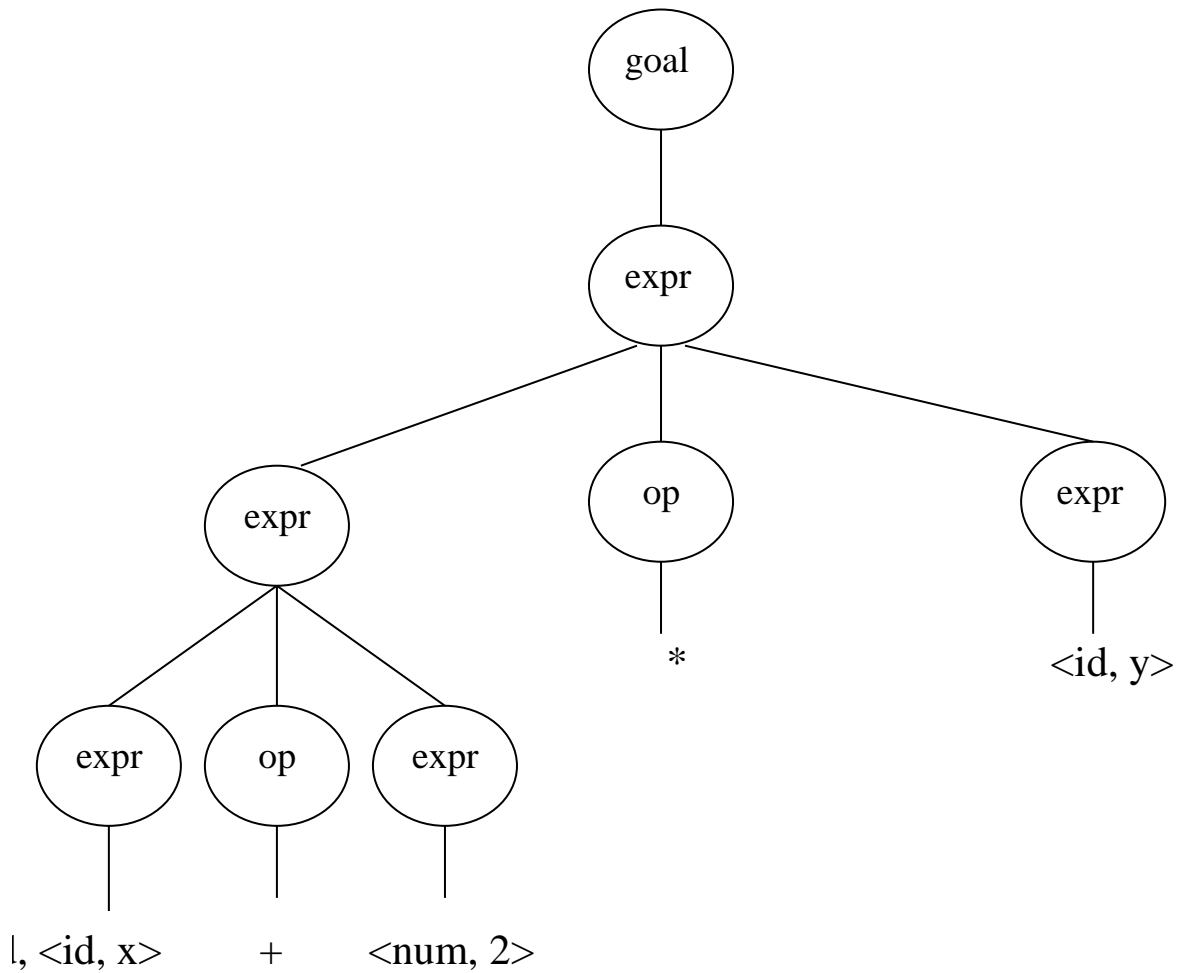 goal
expr
expr op expr
* <id, y>
expr op expr
, <id, x> + <num, 2>